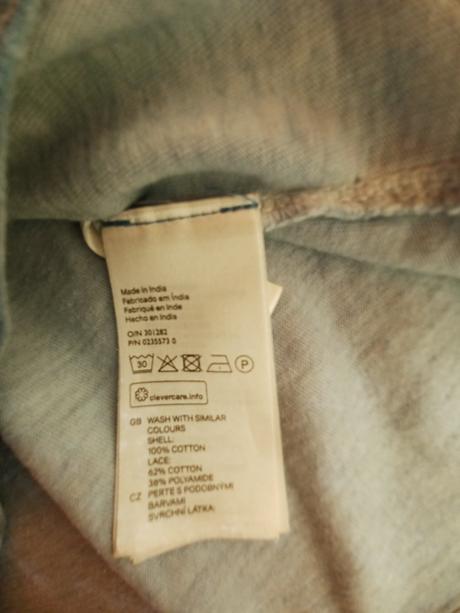 Made in India
Fabricado em Índia
Fabriqué en Inde
Hecho en India
O/N 301282
P/N 0235573 0
30 P
clevercare.info
GB WASH WITH SIMILAR
COLOURS
SHELL:
100% COTTON
LACE:
62% COTTON
38% POLYAMIDE
CZ PERTE S PODOBNÝMI
BARVAMI
SVRCHNÍ LÁTKA: